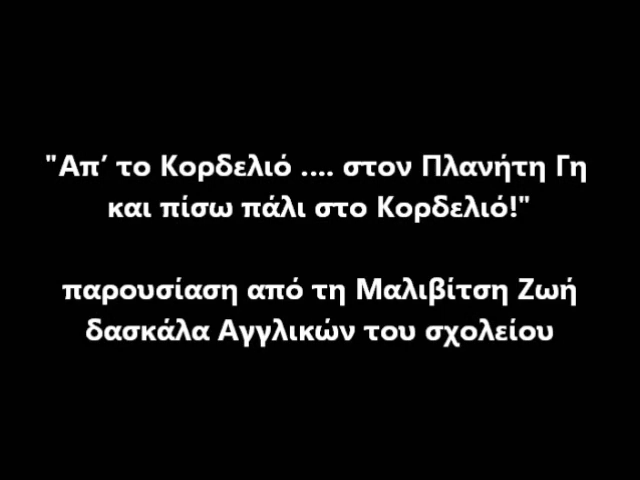 "Απ’ το Κορδελιό .... στον Πλανήτη Γη
και πίσω πάλι στο Κορδελιό!"
παρουσίαση από τη Μαλιβίτση Ζωή
δασκάλα Αγγλικών του σχολείου